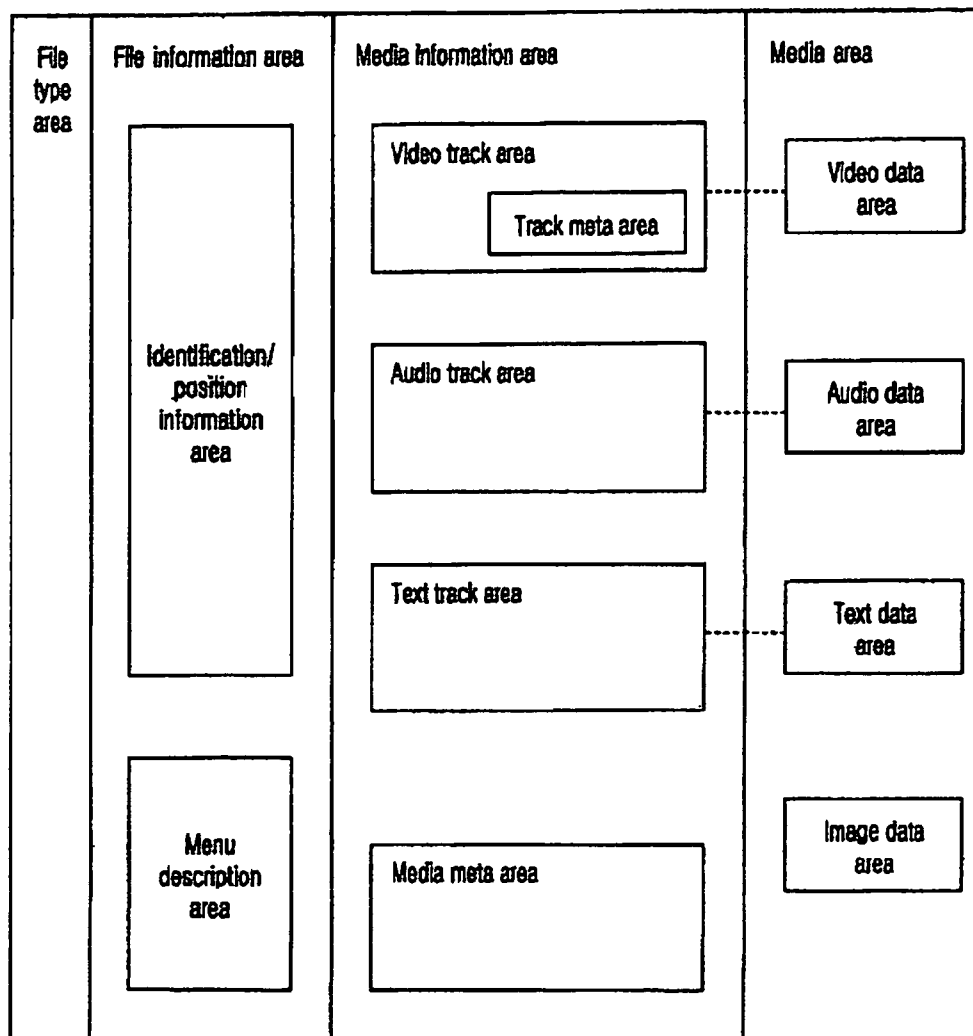 File
type
area
File information area
Identification/
position
information
area
Menu
description
area
Media information area
Video track area
Track meta area
Audio track area
Text track area
Media meta area
Media area
Video data
area
Audio data
area
Text data
area
Image data
area